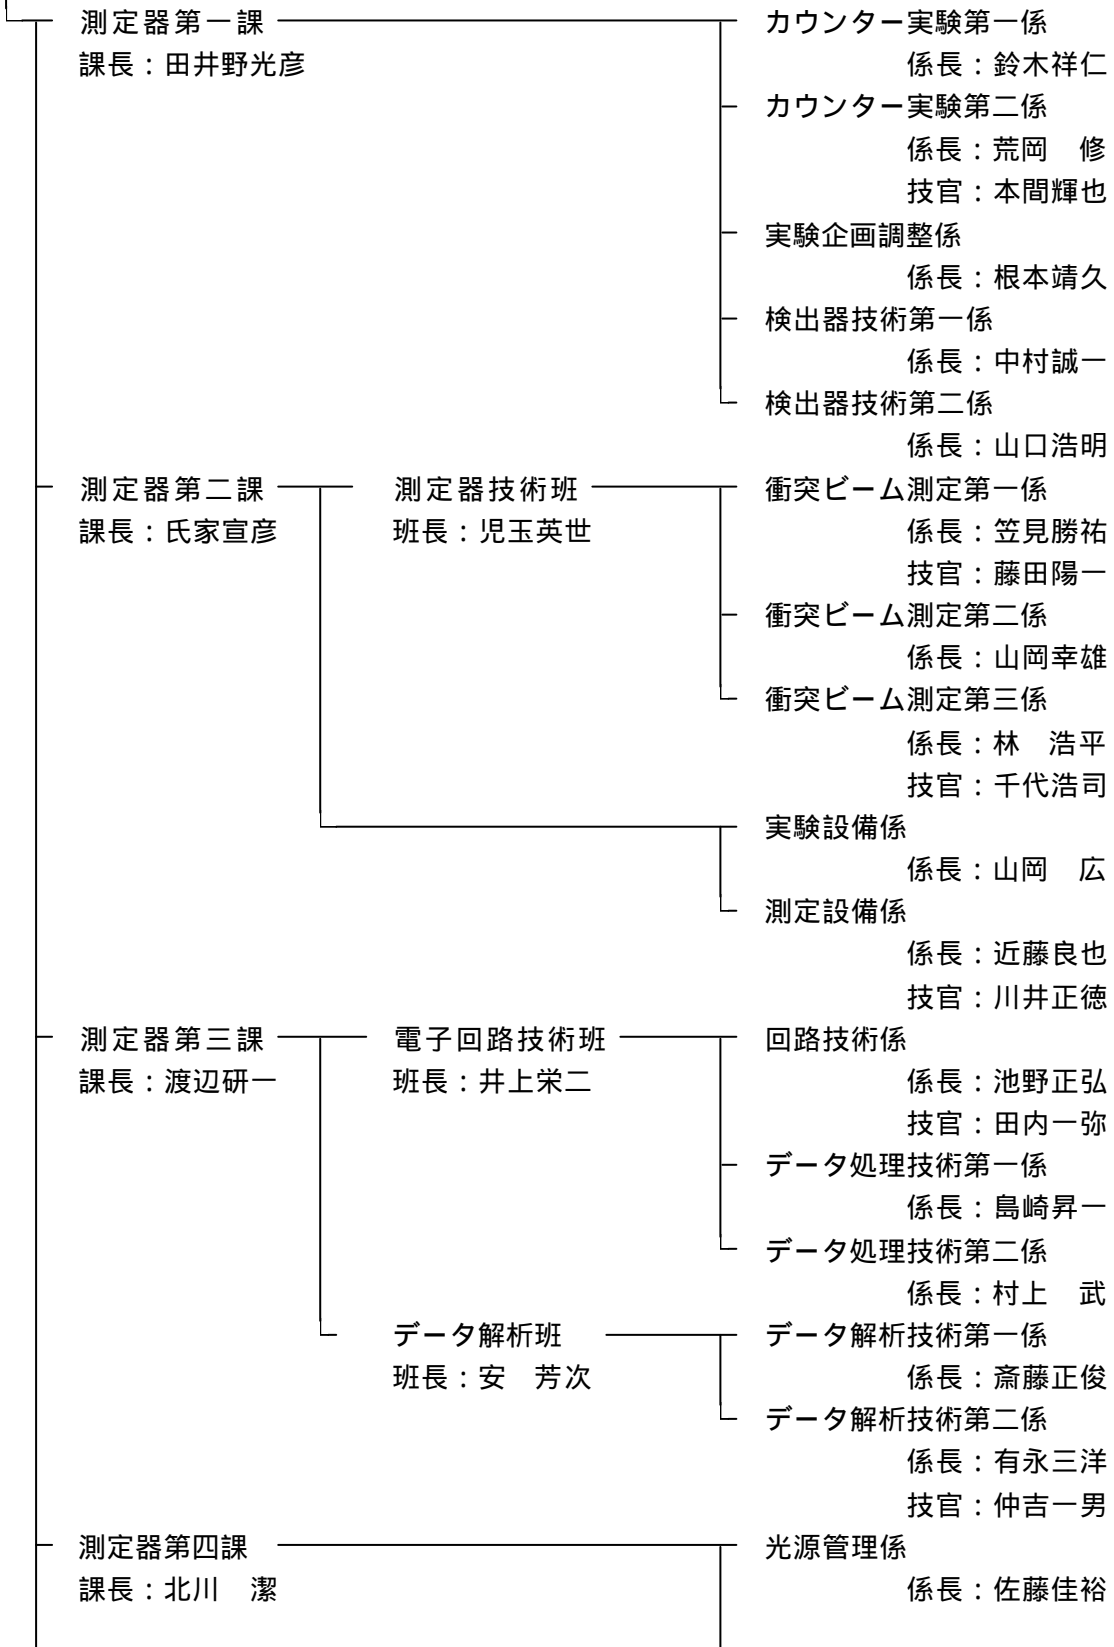 測定器第一課 カウンター実験第一係
課長：田井野光彦 係長：鈴木祥仁
カウンター実験第二係
係長：荒岡　修
技官：本間輝也
実験企画調整係
係長：根本靖久
検出器技術第一係
係長：中村誠一
検出器技術第二係
係長：山口浩明
測定器第二課 測定器技術班 衝突ビーム測定第一係
課長：氏家宣彦 班長：児玉英世 係長：笠見勝祐
技官：藤田陽一
衝突ビーム測定第二係
係長：山岡幸雄
衝突ビーム測定第三係
係長：林　浩平
技官：千代浩司
実験設備係
係長：山岡　広
測定設備係
係長：近藤良也
技官：川井正徳
測定器第三課 電子回路技術班 回路技術係
課長：渡辺研一 班長：井上栄二 係長：池野正弘
技官：田内一弥
データ処理技術第一係
係長：島崎昇一
データ処理技術第二係
係長：村上　武
データ解析班 データ解析技術第一係
班長：安　芳次 係長：斎藤正俊
データ解析技術第二係
係長：有永三洋
技官：仲吉一男
測定器第四課 光源管理係
課長：北川　潔 係長：佐藤佳裕